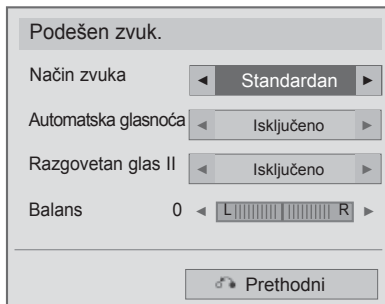 Podešen zvuk.
Način zvuka ◄ Standardan ►
Automatska glasnoća ◄ Isključeno ►
Razgovetan glas II ◄ Isključeno ►
Balans 0 ◄ L R ►
Prethodni